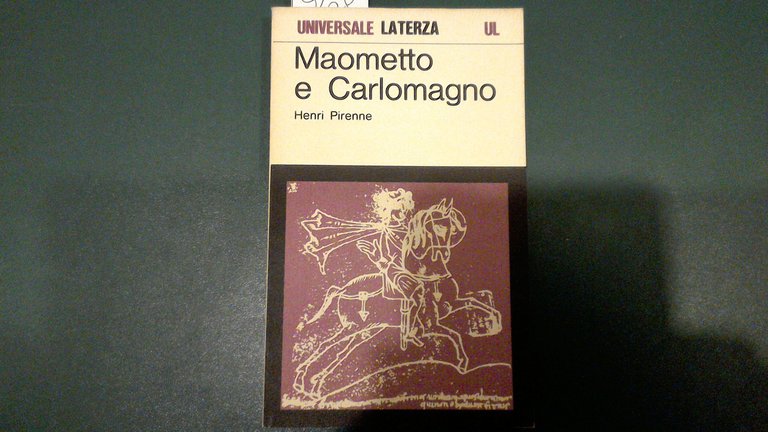 UNIVERSALE LATERZA UL
Maometto
e Carlomagno
Henri Pirenne